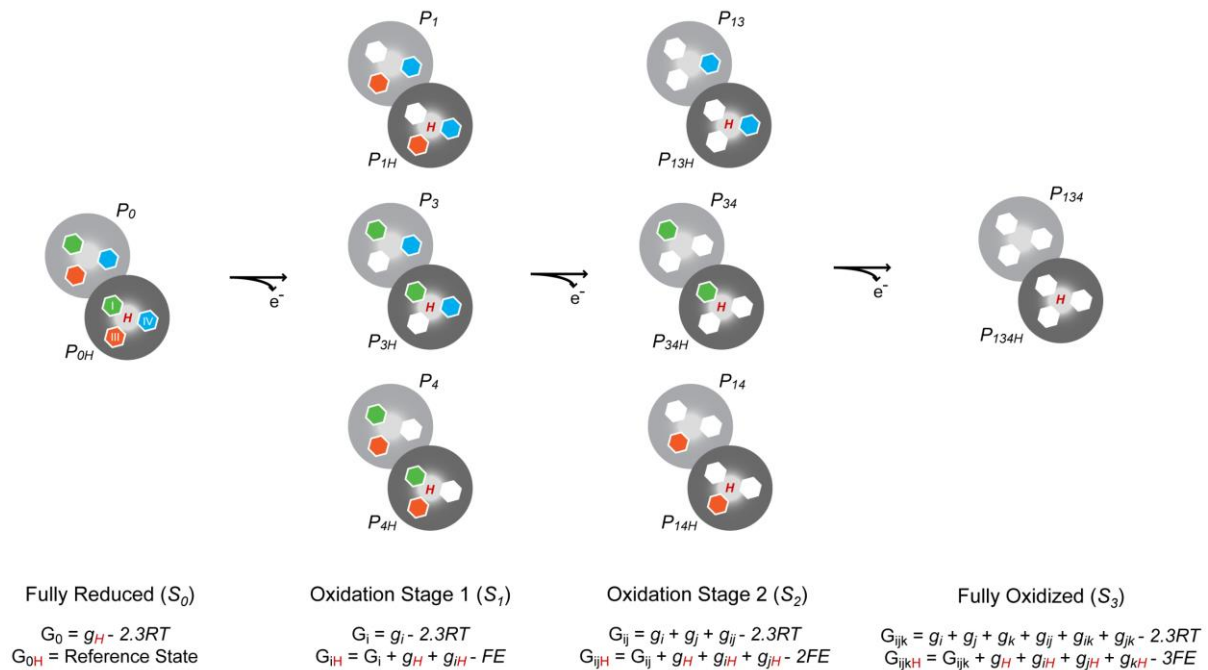 P1
P1H
P13
P13H
P0
P0H
P3
P3H
P34
P34H
P134
P134H
P4
P4H
P14
P14H
I
III
IV
H
H
H
H
H
H
H
H
e-
e-
e-
Fully Reduced (S0)
G0 = gH - 2.3RT
G0H= Reference State
Oxidation Stage 1 (S1)
Gi = gi - 2.3RT
GiH = Gi + gH + giH - FE
Oxidation Stage 2 (S2)
Gij = gi + gj + gij - 2.3RT
GijH = Gij + gH + giH + gjH - 2FE
Fully Oxidized (S3)
Gijk = gi + gj + gk + gij + gik + gjk - 2.3RT
GijkH = Gijk + gH + giH + gjH + gkH - 3FE